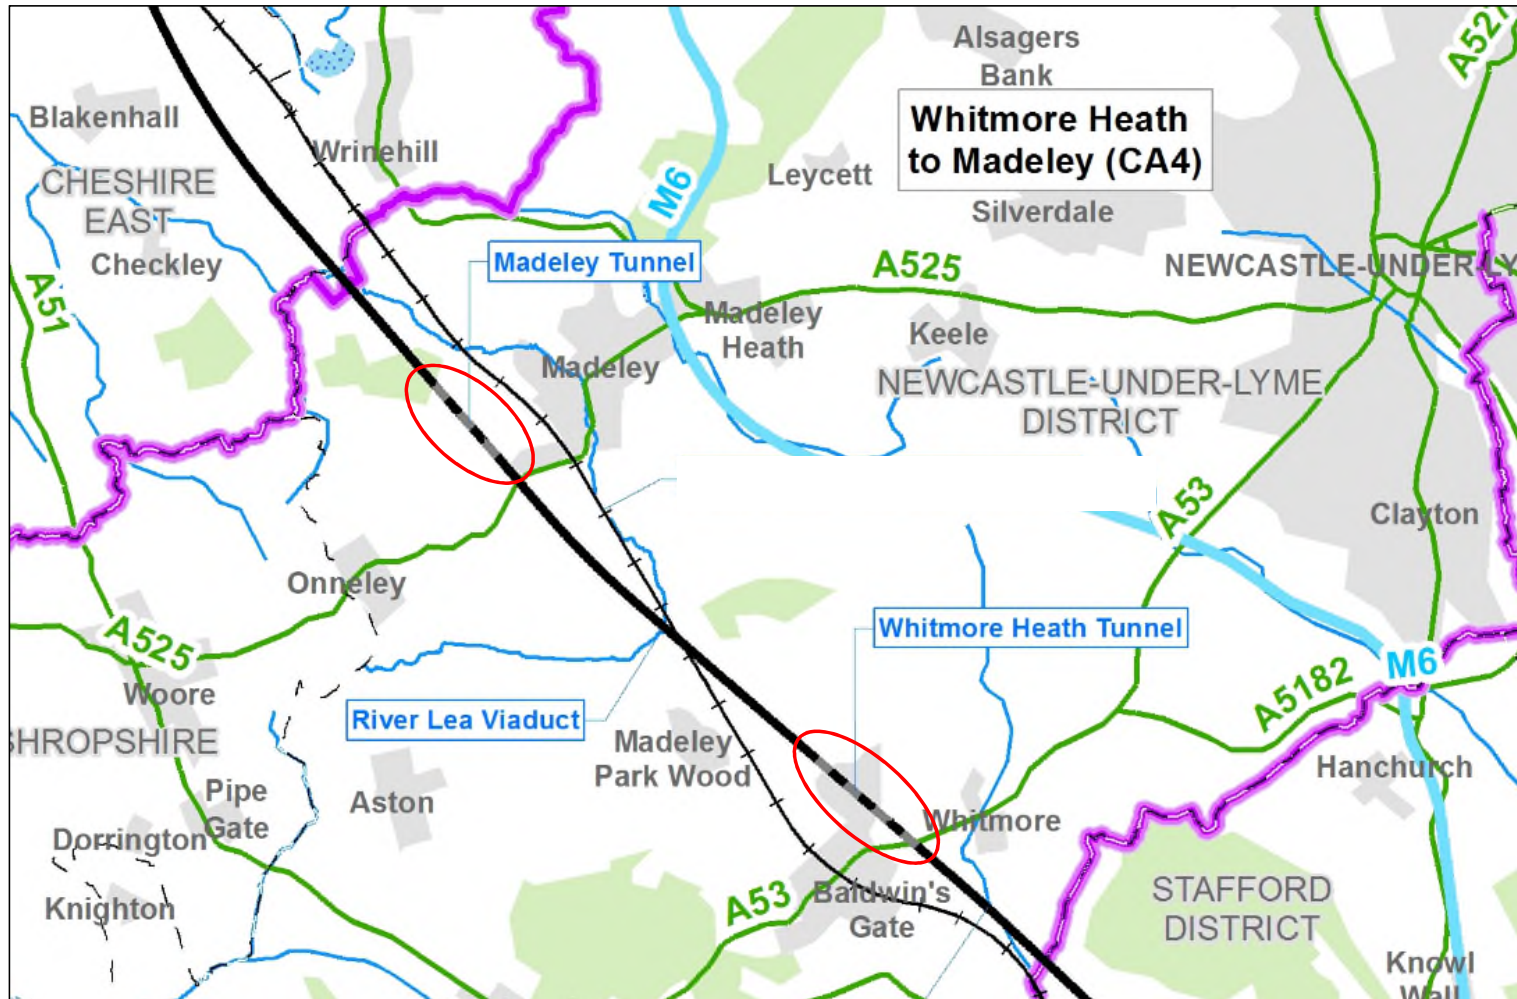 Alsagers
Bank
A527
Blakenhall
Whitmore Heath
to Madeley (CA4)
Wrinehill
Leycett
M6
CHESHIRE
EAST
Silverdale
Checkley
Madeley Tunnel
A525
NEWCASTLE-UNDER-LY
A51
Madeley
Heath
Keele
Madeley
NEWCASTLE-UNDER-LYME
DISTRICT
A53
Clayton
Onneley
A525
Whitmore Heath Tunnel
M6
Woore
A5182
River Lea Viaduct
SHROPSHIRE
Madeley
Park Wood
Hanchurch
Pipe
Gate
Aston
Whitmore
Dorrington
A53
Baldwin's
Gate
STAFFORD
DISTRICT
Knighton
Knowl
Wall